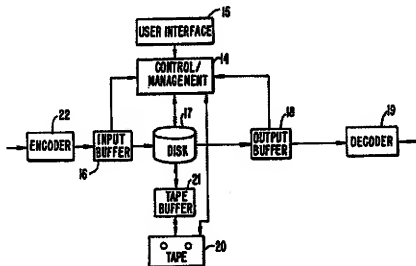 15
USER INTERFACE
14
CONTROL/
MANAGEMENT
22
17
18
19
ENCODER
INPUT
BUFFER
DISK
OUTPUT
BUFFER
DECODER
16
21
TAPE
BUFFER
20
TAPE